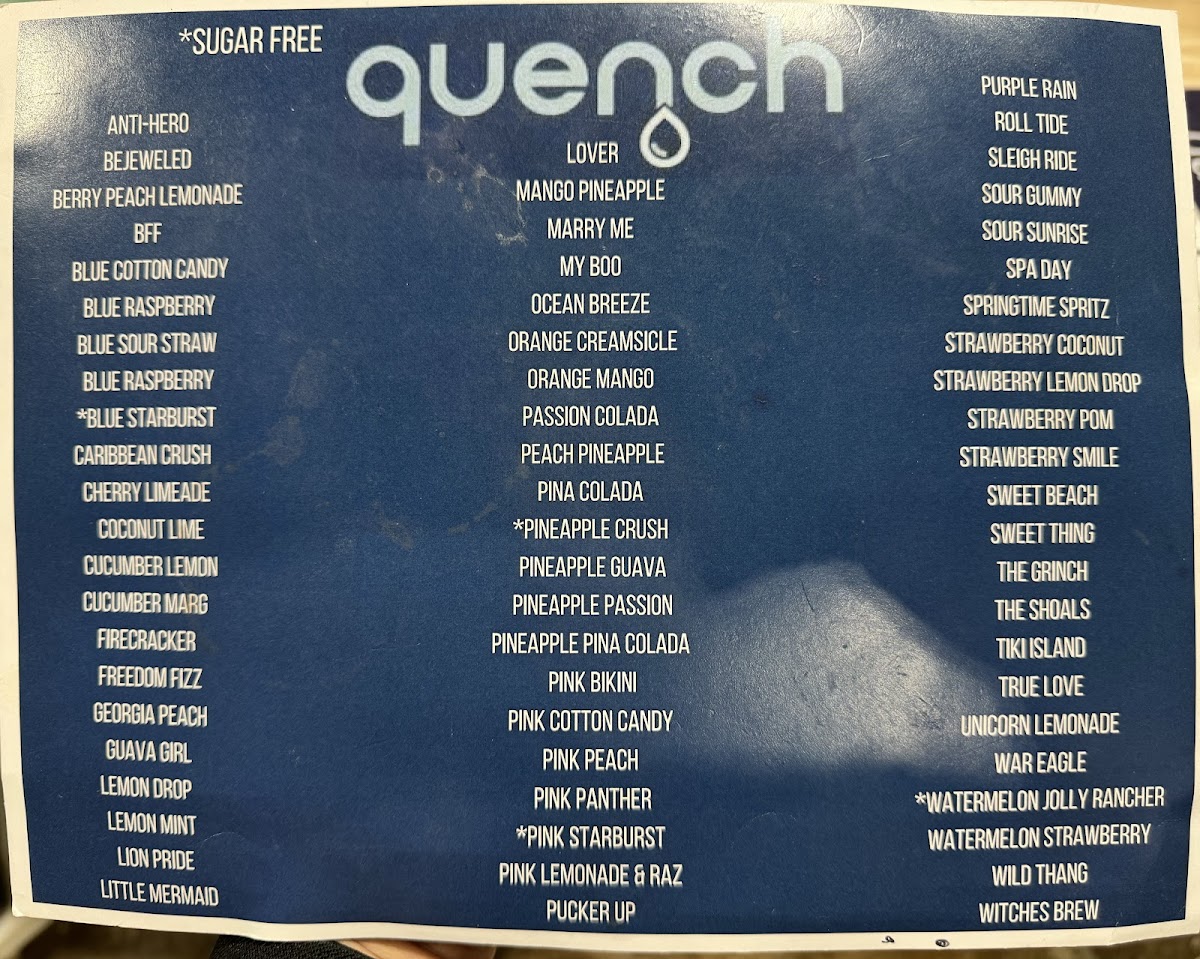 *SUGAR FREE
quench
ANTI-HERO
BEJEWELED
BERRY PEACH LEMONADE
BFF
BLUE COTTON CANDY
BLUE RASPBERRY
BLUE SOUR STRAW
BLUE RASPBERRY
*BLUE STARBURST
CARIBBEAN CRUSH
CHERRY LIMEADE
COCONUT LIME
CUCUMBER LEMON
CUCUMBER MARG
FIRECRACKER
FREEDOM FIZZ
GEORGIA PEACH
GUAVA GIRL
LEMON DROP
LEMON MINT
LION PRIDE
LITTLE MERMAID
LOVER
MANGO PINEAPPLE
MARRY ME
MY BOO
OCEAN BREEZE
ORANGE CREAMSICLE
ORANGE MANGO
PASSION COLADA
PEACH PINEAPPLE
PINA COLADA
*PINEAPPLE CRUSH
PINEAPPLE GUAVA
PINEAPPLE PASSION
PINEAPPLE PINA COLADA
PINK BIKINI
PINK COTTON CANDY
PINK PEACH
PINK PANTHER
*PINK STARBURST
PINK LEMONADE & RAZ
PUCKER UP
PURPLE RAIN
ROLL TIDE
SLEIGH RIDE
SOUR GUMMY
SOUR SUNRISE
SPA DAY
SPRINGTIME SPRITZ
STRAWBERRY COCONUT
STRAWBERRY LEMON DROP
STRAWBERRY POM
STRAWBERRY SMILE
SWEET BEACH
SWEET THING
THE GRINCH
THE SHOALS
TIKI ISLAND
TRUE LOVE
UNICORN LEMONADE
WAR EAGLE
*WATERMELON JOLLY RANCHER
WATERMELON STRAWBERRY
WILD THANG
WITCHES BREW